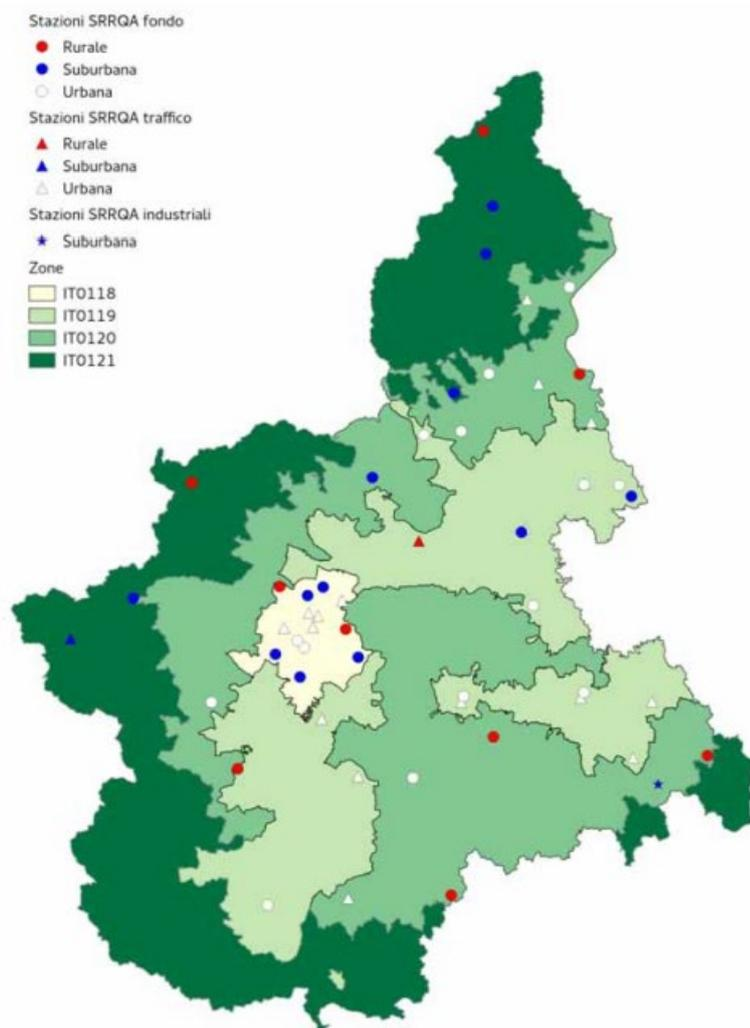 Stazioni SRRQA fondo
Rurale
Suburbana
Urbana
Stazioni SRRQA traffico
Rurale
Suburbana
Urbana
Stazioni SRRQA industriali
Suburbana
Zone
IT0118
IT0119
IT0120
IT0121